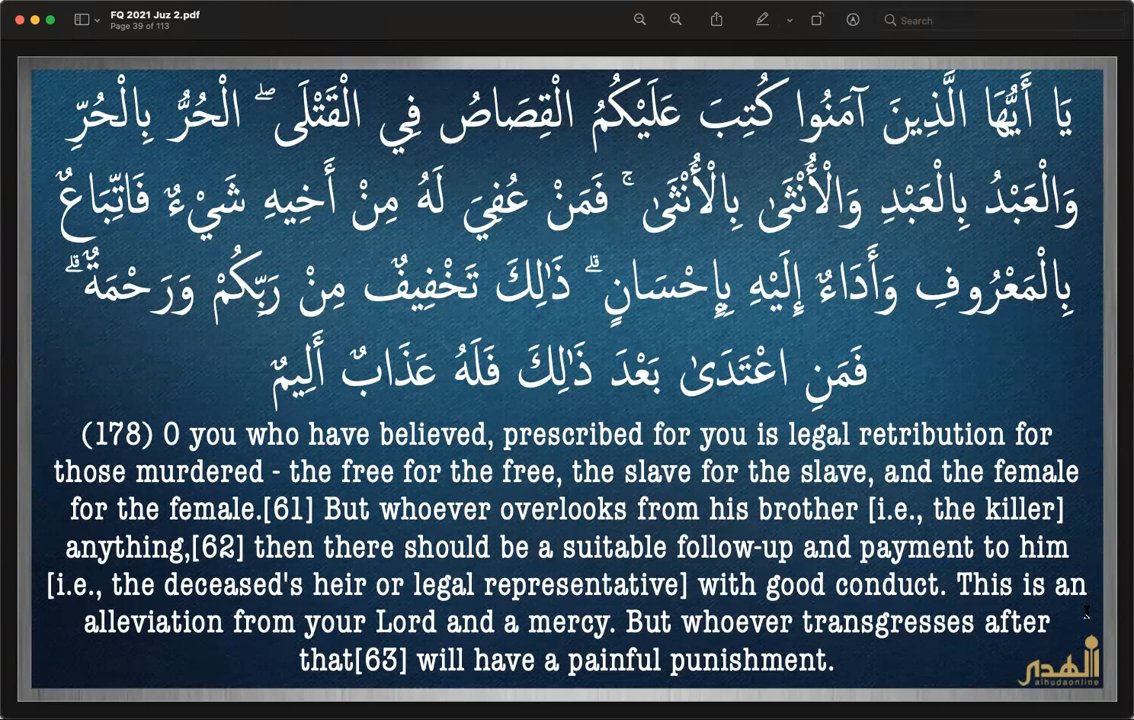 FQ 2021 Juz 2.pdf
Page 39 of 113
Search
يَا أَيُّهَا الَّذِينَ آمَنُوا كُتِبَ عَلَيْكُمُ الْقِصَاصُ فِي الْقَتْلَى ۖ الْحُرُّ بِالْحُرِّ
وَالْعَبْدُ بِالْعَبْدِ وَالْأُنْثَىٰ بِالْأُنْثَىٰ ۚ فَمَنْ عُفِيَ لَهُ مِنْ أَخِيهِ شَيْءٌ فَاتِّبَاعٌ
بِالْمَعْرُوفِ وَأَدَاءٌ إِلَيْهِ بِإِحْسَانٍ ۗ ذَٰلِكَ تَخْفِيفٌ مِنْ رَبِّكُمْ وَرَحْمَةٌ ۗ
فَمَنِ اعْتَدَىٰ بَعْدَ ذَٰلِكَ فَلَهُ عَذَابٌ أَلِيمٌ
(178) O you who have believed, prescribed for you is legal retribution for
those murdered - the free for the free, the slave for the slave, and the female
for the female.[61] But whoever overlooks from his brother [i.e., the killer]
anything,[62] then there should be a suitable follow-up and payment to him
[i.e., the deceased's heir or legal representative] with good conduct. This is an
alleviation from your Lord and a mercy. But whoever transgresses after
that[63] will have a painful punishment.
الهدى
alhudaonline